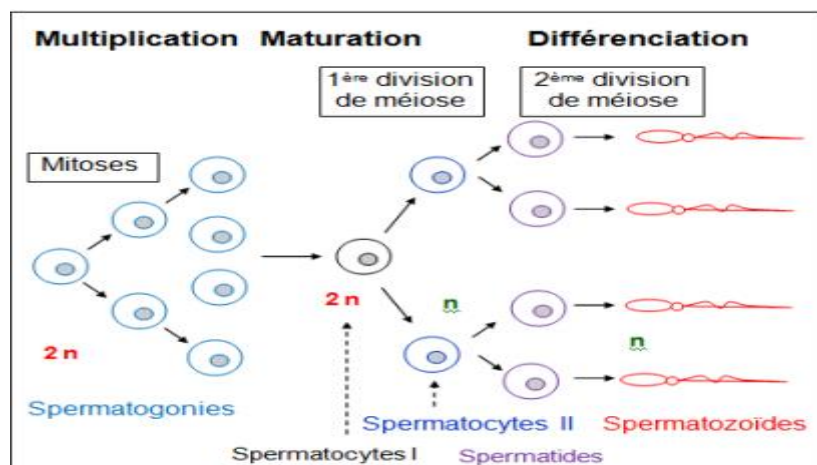 Multiplication Maturation Différenciation
1ère division
de méiose
2ème division
de méiose
Mitoses
2 n
2 n
n
n
Spermatogonies
Spermatocytes II
Spermatozoïdes
Spermatocytes I
Spermatides